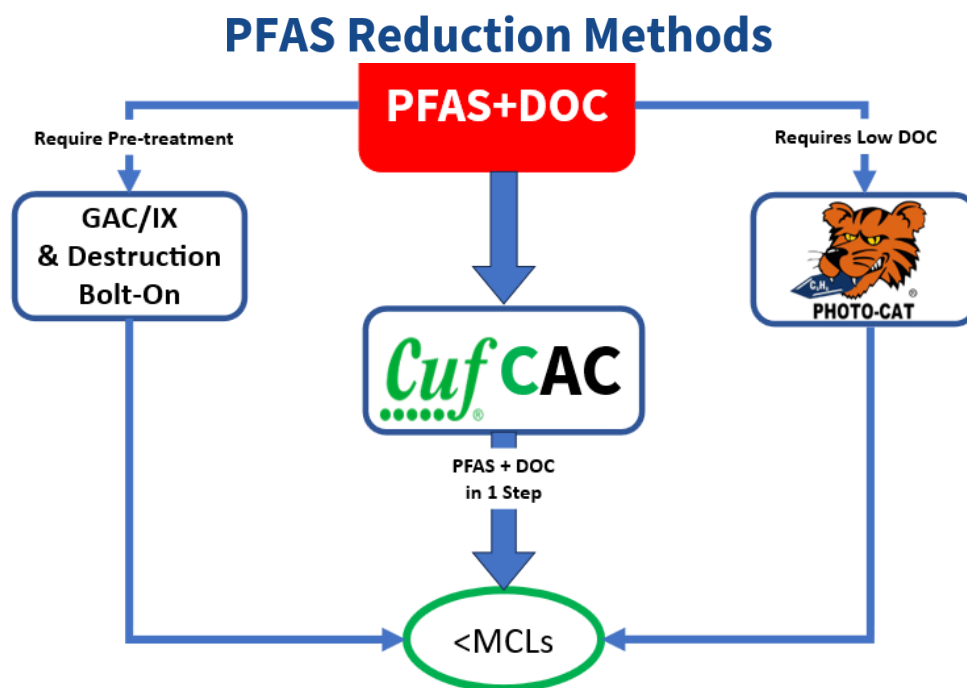 PFAS Reduction Methods
PFAS+DOC
Require Pre-treatment
Requires Low DOC
GAC/IX
& Destruction
Bolt-On
C₃H₈
®
PHOTO-CAT
Cuf® CAC
PFAS + DOC
in 1 Step
<MCLs